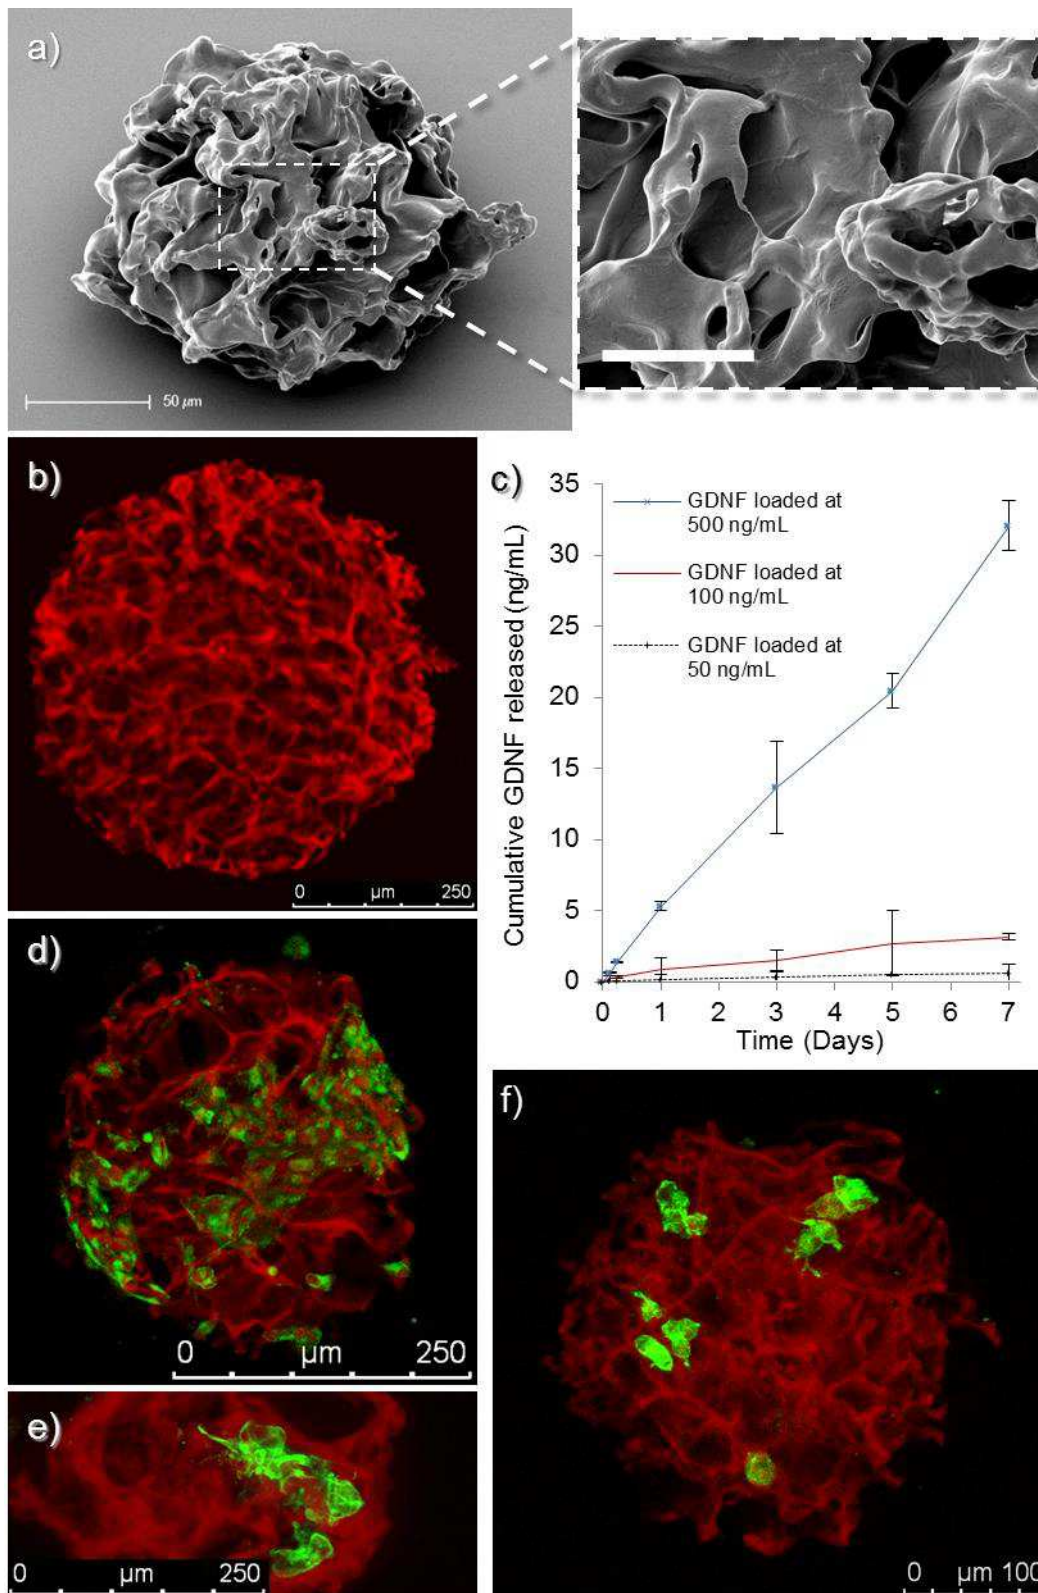 a)
50 µm
b)
0 µm 250
c)
35
30
25
20
15
10
5
0
Cumulative GDNF released (ng/mL)
GDNF loaded at
500 ng/mL
GDNF loaded at
100 ng/mL
GDNF loaded at
50 ng/mL
0 1 2 3 4 5 6 7
Time (Days)
d)
0 µm 250
e)
0 µm 250
f)
0 µm 100